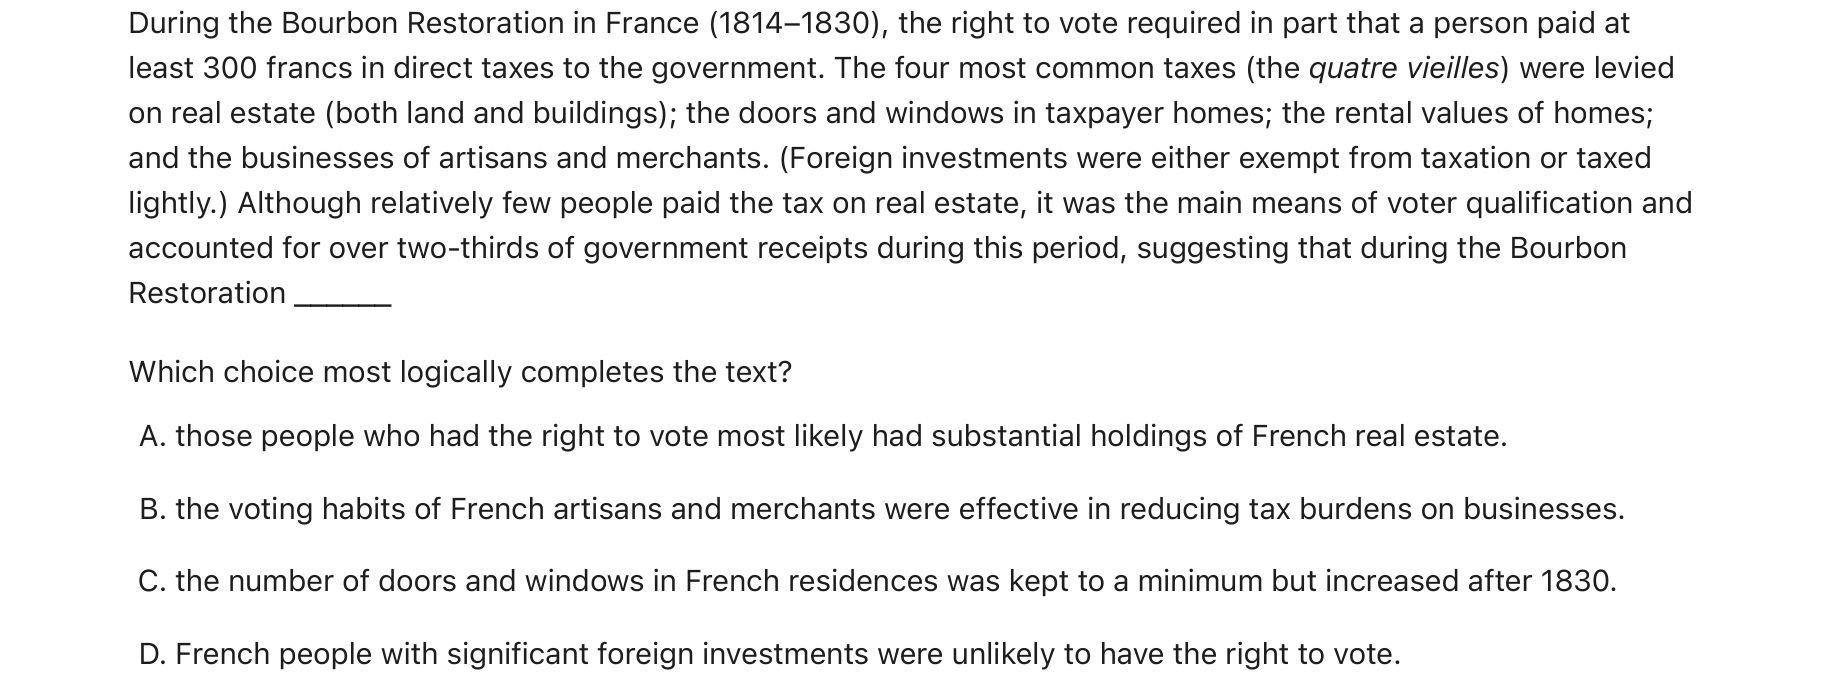 During the Bourbon Restoration in France (1814–1830), the right to vote required in part that a person paid at
least 300 francs in direct taxes to the government. The four most common taxes (the quatre vieilles) were levied
on real estate (both land and buildings); the doors and windows in taxpayer homes; the rental values of homes;
and the businesses of artisans and merchants. (Foreign investments were either exempt from taxation or taxed
lightly.) Although relatively few people paid the tax on real estate, it was the main means of voter qualification and
accounted for over two-thirds of government receipts during this period, suggesting that during the Bourbon
Restoration ______
Which choice most logically completes the text?
A. those people who had the right to vote most likely had substantial holdings of French real estate.
B. the voting habits of French artisans and merchants were effective in reducing tax burdens on businesses.
C. the number of doors and windows in French residences was kept to a minimum but increased after 1830.
D. French people with significant foreign investments were unlikely to have the right to vote.